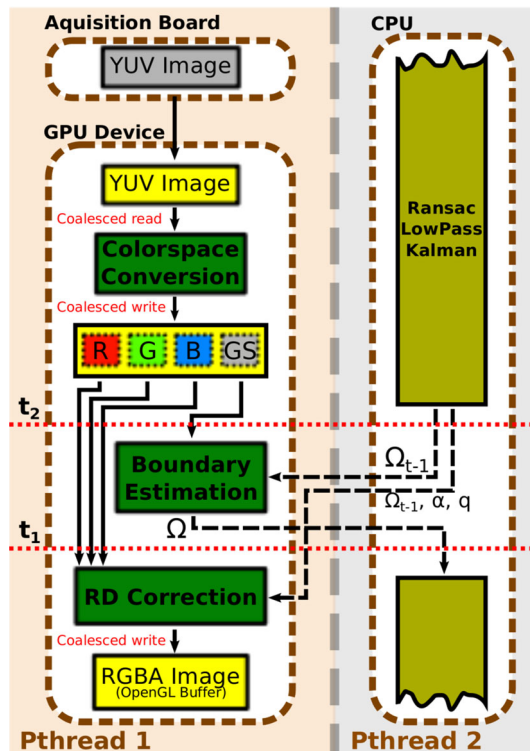 Aquisition Board
CPU
YUV Image
GPU Device
YUV Image
Coalesced read
Colorspace
Conversion
Coalesced write
R G B GS
Ransac
LowPass
Kalman
t2
Boundary
Estimation
Ωt-1
Ωt-1, α, q
Ω
t1
RD Correction
Coalesced write
RGBA Image
(OpenGL Buffer)
Pthread 1
Pthread 2